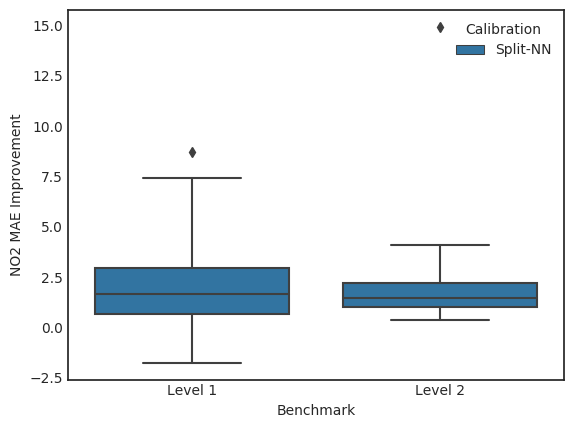 15.0
12.5
10.0
7.5
5.0
2.5
0.0
−2.5
NO2 MAE Improvement
Calibration
Split-NN
Level 1
Level 2
Benchmark